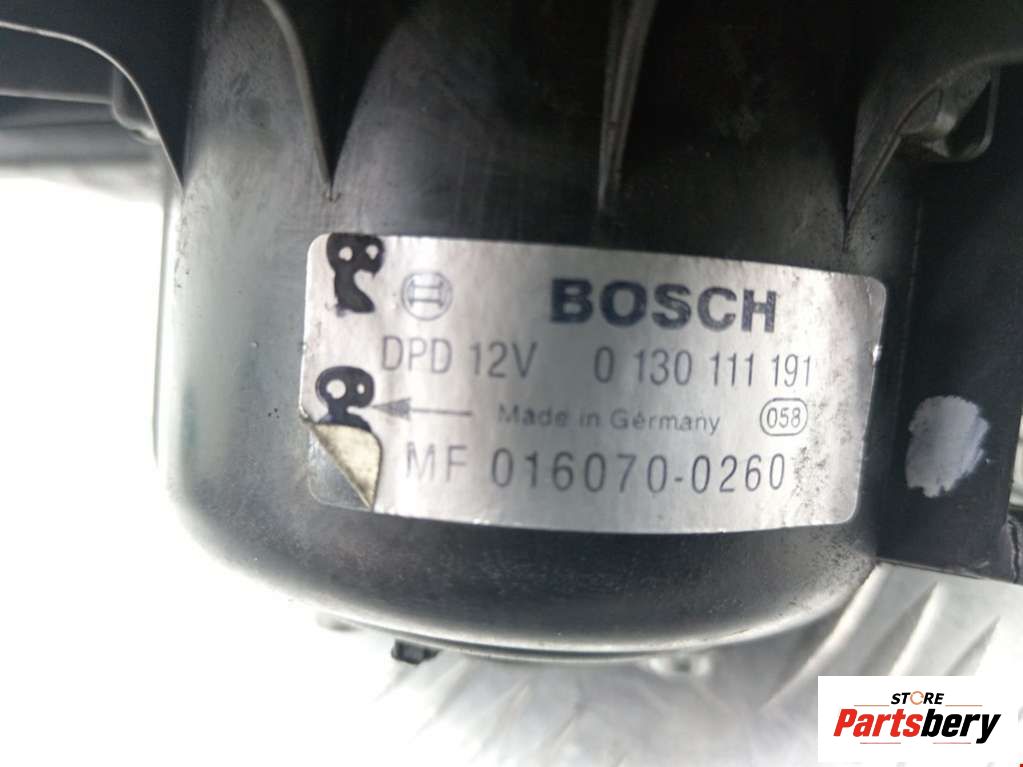 BOSCH
DPD 12V 0 130 111 191
Made in Germany 058
MF 016070-0260
STORE
Partsbery